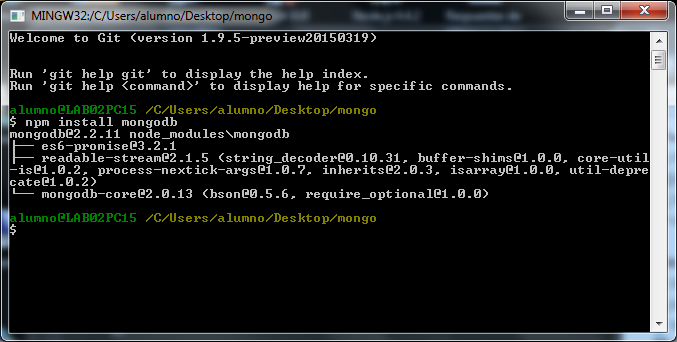 MINGW32:/C/Users/alumno/Desktop/mongo
Welcome to Git (version 1.9.5-preview20150319)
Run 'git help git' to display the help index.
Run 'git help <command>' to display help for specific commands.
alumno@LAB02PC15 /C/Users/alumno/Desktop/mongo
$ npm install mongodb
mongodb@2.2.11 node_modules\mongodb
├── es6-promise@3.2.1
├── readable-stream@2.1.5 (string_decoder@0.10.31, buffer-shims@1.0.0, core-util
-is@1.0.2, process-nextick-args@1.0.7, inherits@2.0.3, isarray@1.0.0, util-depre
cate@1.0.2)
└── mongodb-core@2.0.13 (bson@0.5.6, require_optional@1.0.0)
alumno@LAB02PC15 /C/Users/alumno/Desktop/mongo
$